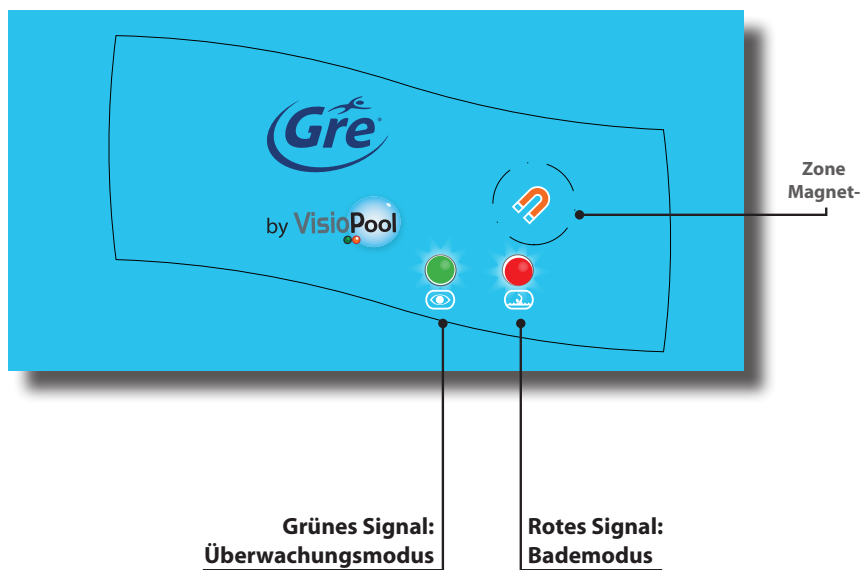 Gre
by VisioPool
Zone
Magnet-
Grünes Signal:
Überwachungsmodus
Rotes Signal:
Bademodus